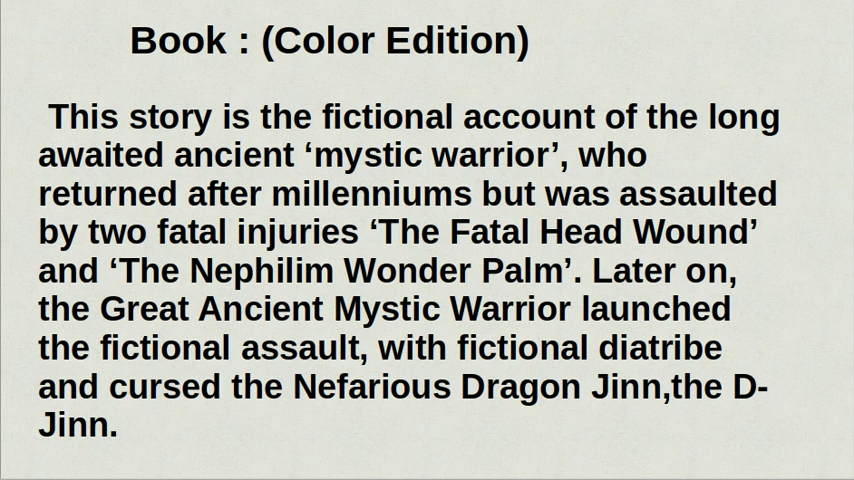 Book : (Color Edition)
This story is the fictional account of the long
awaited ancient ‘mystic warrior’, who
returned after millenniums but was assaulted
by two fatal injuries ‘The Fatal Head Wound’
and ‘The Nephilim Wonder Palm’. Later on,
the Great Ancient Mystic Warrior launched
the fictional assault, with fictional diatribe
and cursed the Nefarious Dragon Jinn,the D-
Jinn.